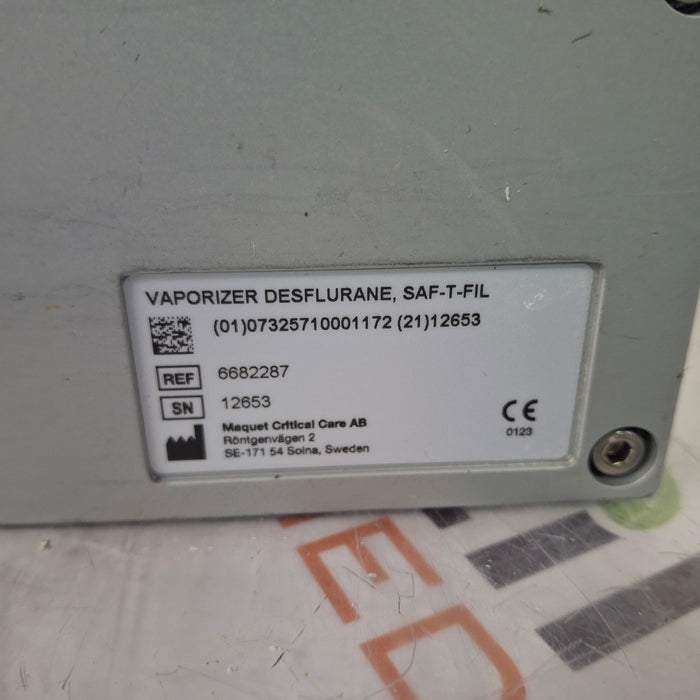 VAPORIZER DESFLURANE, SAF-T-FIL
(01)07325710001172 (21)12653
REF 6682287
SN 12653
Maquet Critical Care AB
Röntgenvägen 2
SE-171 54 Solna, Sweden
CE
0123
ED